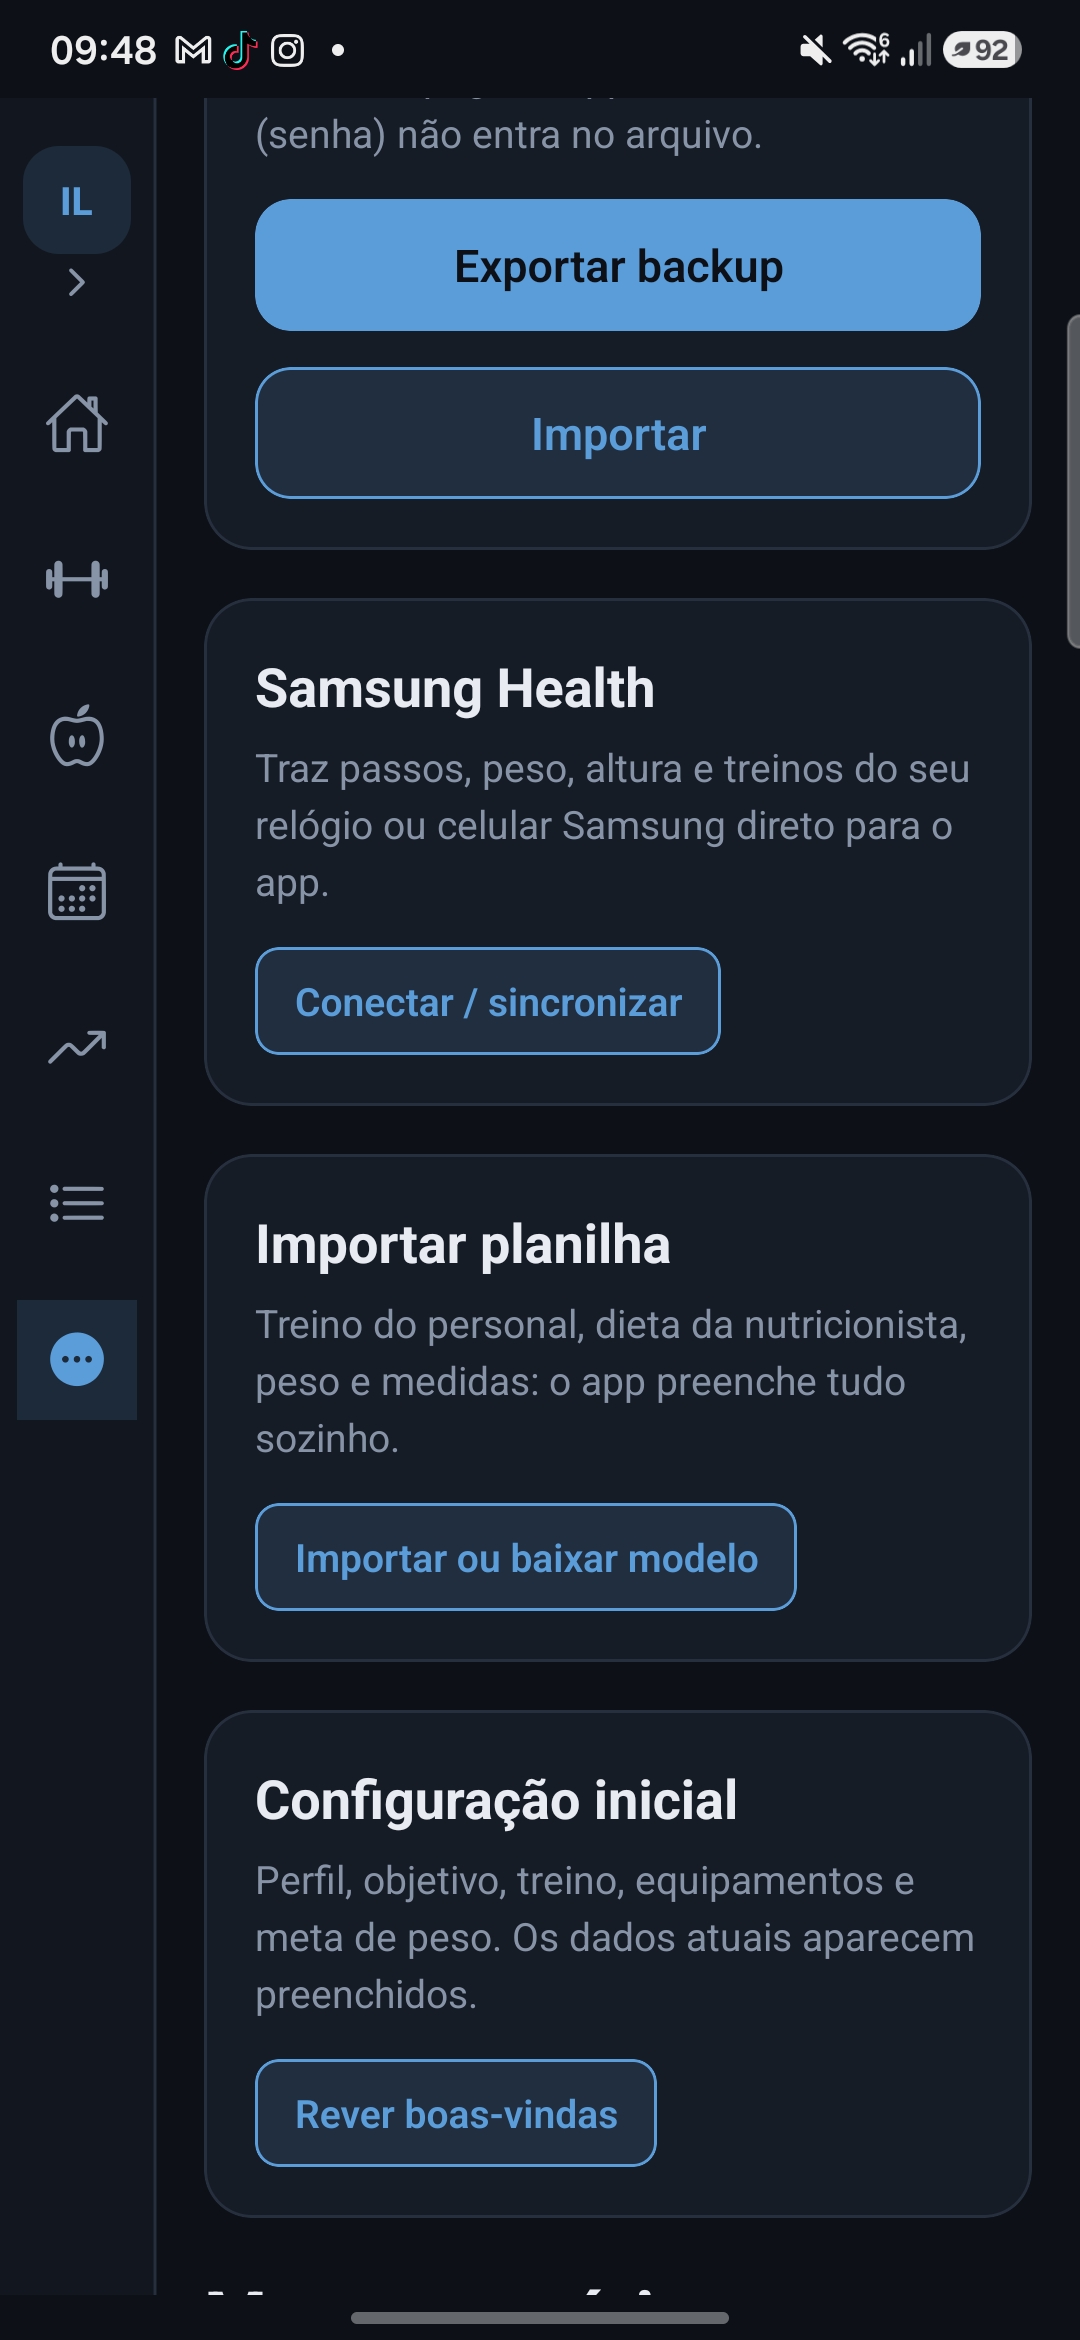 09:48
6
92
IL
(senha) não entra no arquivo.
Exportar backup
Importar
Samsung Health
Traz passos, peso, altura e treinos do seu
relógio ou celular Samsung direto para o
app.
Conectar / sincronizar
Importar planilha
Treino do personal, dieta da nutricionista,
peso e medidas: o app preenche tudo
sozinho.
Importar ou baixar modelo
Configuração inicial
Perfil, objetivo, treino, equipamentos e
meta de peso. Os dados atuais aparecem
preenchidos.
Rever boas-vindas